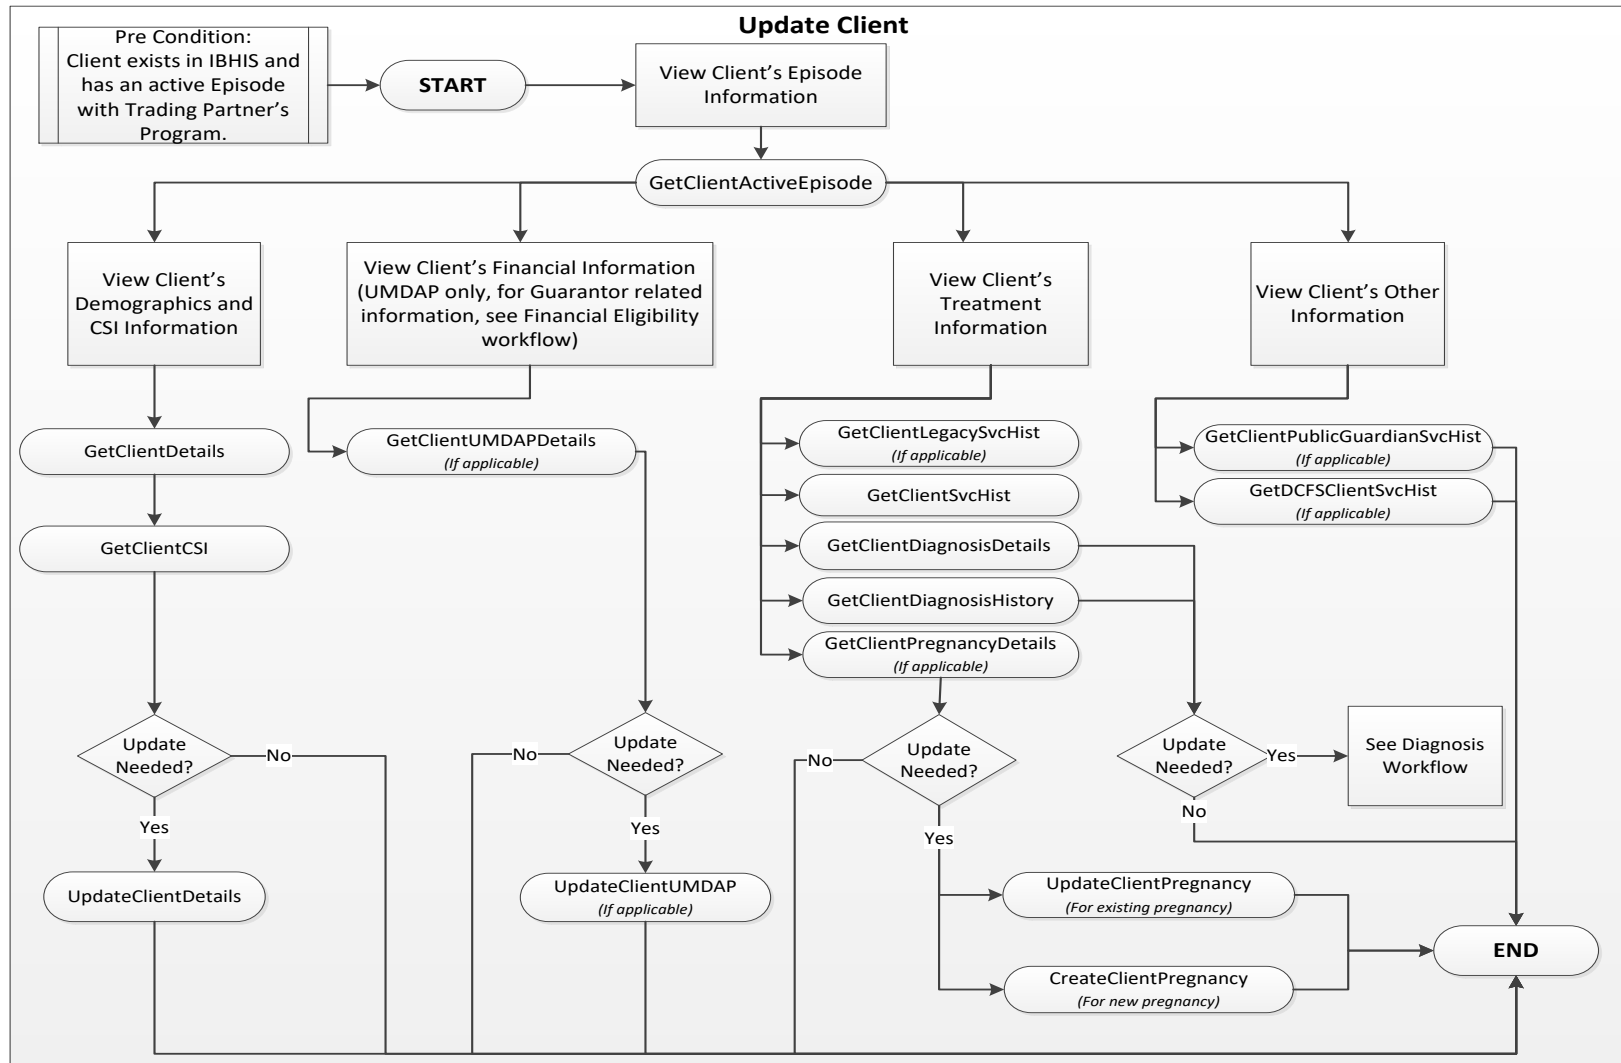 Update Client
Pre Condition:
Client exists in IBHIS and
has an active Episode
with Trading Partner's
Program.
START
View Client's Episode
Information
GetClientActiveEpisode
View Client's
Demographics and
CSI Information
View Client's Financial Information
(UMDAP only, for Guarantor related
information, see Financial Eligibility
workflow)
View Client's
Treatment
Information
View Client's Other
Information
GetClientDetails
GetClientCSI
GetClientUMDAPDetails
(If applicable)
GetClientLegacySvcHist
(If applicable)
GetClientSvcHist
GetClientDiagnosisDetails
GetClientDiagnosisHistory
GetClientPregnancyDetails
(If applicable)
GetClientPublicGuardianSvcHist
(If applicable)
GetDCFSClientSvcHist
(If applicable)
Update
Needed?
No
Yes
UpdateClientDetails
No
Update
Needed?
Yes
UpdateClientUMDAP
(If applicable)
No
Update
Needed?
Yes
UpdateClientPregnancy
(For existing pregnancy)
CreateClientPregnancy
(For new pregnancy)
Update
Needed?
Yes
No
See Diagnosis
Workflow
END